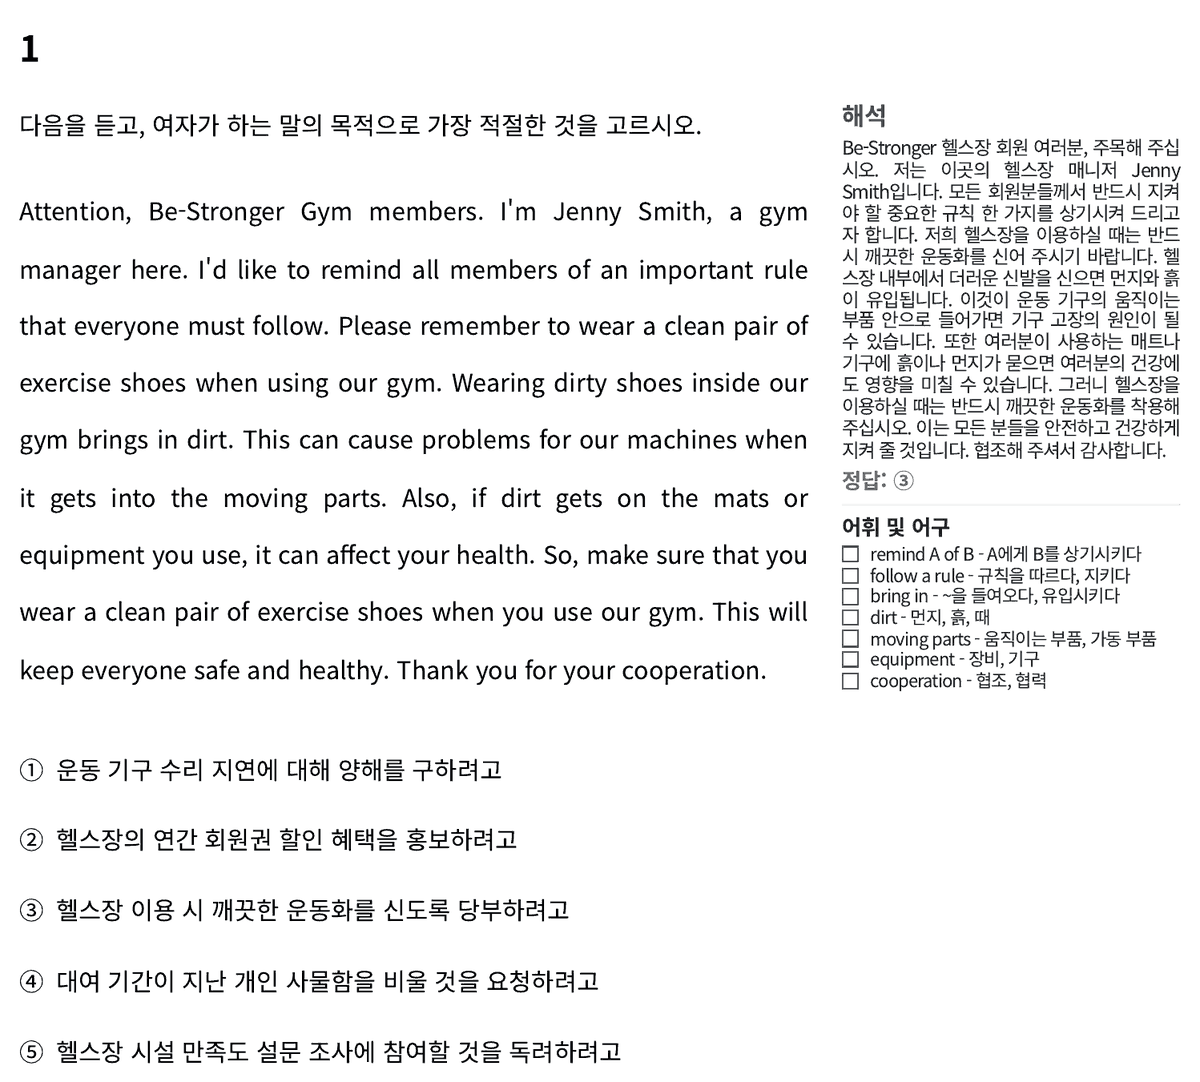 1
다음을 듣고, 여자가 하는 말의 목적으로 가장 적절한 것을 고르시오.
Attention, Be-Stronger Gym members. I'm Jenny Smith, a gym
manager here. I'd like to remind all members of an important rule
that everyone must follow. Please remember to wear a clean pair of
exercise shoes when using our gym. Wearing dirty shoes inside our
gym brings in dirt. This can cause problems for our machines when
it gets into the moving parts. Also, if dirt gets on the mats or
equipment you use, it can affect your health. So, make sure that you
wear a clean pair of exercise shoes when you use our gym. This will
keep everyone safe and healthy. Thank you for your cooperation.
① 운동 기구 수리 지연에 대해 양해를 구하려고
② 헬스장의 연간 회원권 할인 혜택을 홍보하려고
③ 헬스장 이용 시 깨끗한 운동화를 신도록 당부하려고
④ 대여 기간이 지난 개인 사물함을 비울 것을 요청하려고
⑤ 헬스장 시설 만족도 설문 조사에 참여할 것을 독려하려고
해석
Be-Stronger 헬스장 회원 여러분, 주목해 주십
시오. 저는 이곳의 헬스장 매니저 Jenny
Smith입니다. 모든 회원분들께서 반드시 지켜
야 할 중요한 규칙 한 가지를 상기시켜 드리고
자 합니다. 저희 헬스장을 이용하실 때는 반드
시 깨끗한 운동화를 신어 주시기 바랍니다. 헬
스장 내부에서 더러운 신발을 신으면 먼지와 흙
이 유입됩니다. 이것이 운동 기구의 움직이는
부품 안으로 들어가면 기구 고장의 원인이 될
수 있습니다. 또한 여러분이 사용하는 매트나
기구에 흙이나 먼지가 묻으면 여러분의 건강에
도 영향을 미칠 수 있습니다. 그러니 헬스장을
이용하실 때는 반드시 깨끗한 운동화를 착용해
주십시오. 이는 모든 분들을 안전하고 건강하게
지켜 줄 것입니다. 협조해 주셔서 감사합니다.
정답: ③
어휘 및 어구
□ remind A of B - A에게 B를 상기시키다
□ follow a rule - 규칙을 따르다, 지키다
□ bring in - ~을 들여오다, 유입시키다
□ dirt - 먼지, 흙, 때
□ moving parts - 움직이는 부품, 가동 부품
□ equipment - 장비, 기구
□ cooperation - 협조, 협력